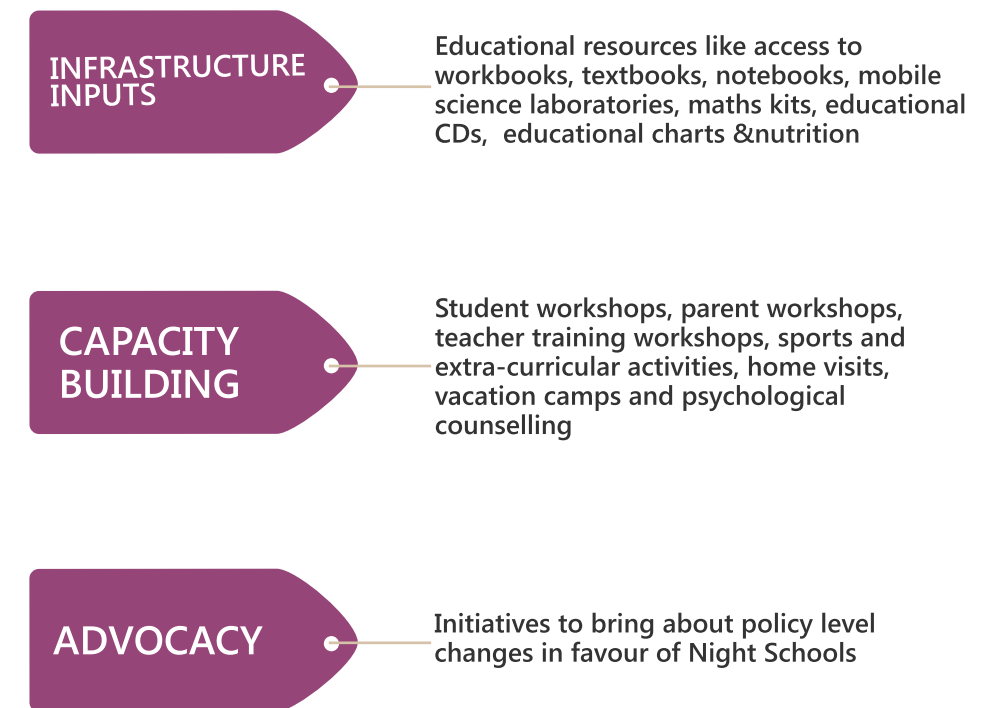 INFRASTRUCTURE
INPUTS
Educational resources like access to
workbooks, textbooks, notebooks, mobile
science laboratories, maths kits, educational
CDs,  educational charts &nutrition
CAPACITY
BUILDING
Student workshops, parent workshops,
teacher training workshops, sports and
extra-curricular activities, home visits,
vacation camps and psychological
counselling
ADVOCACY
Initiatives to bring about policy level
changes in favour of Night Schools